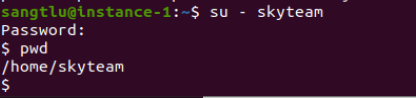 sangtlu@instance-1:~$ su - skyteam
Password:
$ pwd
/home/skyteam
$